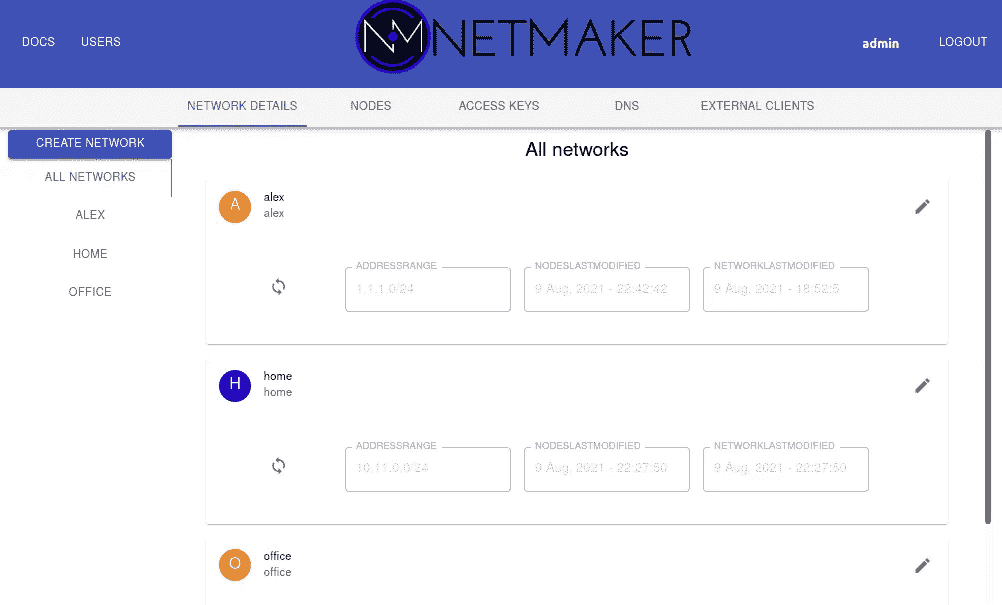 DOCS
USERS
NM NETMAKER
admin
LOGOUT
NETWORK DETAILS
NODES
ACCESS KEYS
DNS
EXTERNAL CLIENTS
CREATE NETWORK
ALL NETWORKS
ALEX
HOME
OFFICE
All networks
A
alex
alex
ADDRESSRANGE
1.1.1.0/24
NODESLASTMODIFIED
9 Aug, 2021 - 22:42:42
NETWORKLASTMODIFIED
9 Aug, 2021 - 18:52:5
H
home
home
ADDRESSRANGE
10.11.0.0/24
NODESLASTMODIFIED
9 Aug, 2021 - 22:27:50
NETWORKLASTMODIFIED
9 Aug, 2021 - 22:27:50
O
office
office